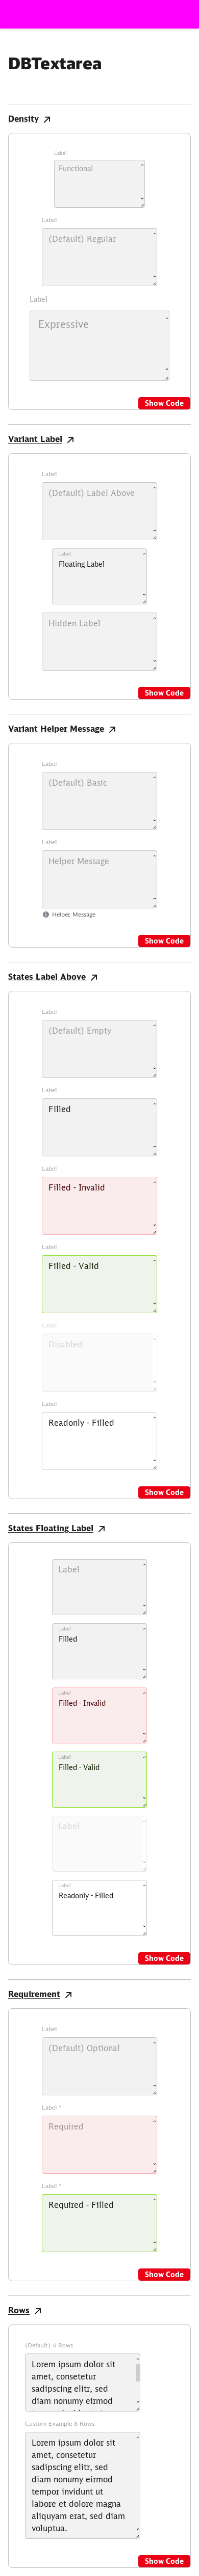 DBTextarea
Density
Label
Functional
Label
(Default) Regular
Label
Expressive
Show Code
Variant Label
Label
(Default) Label Above
Label
Floating Label
Hidden Label
Show Code
Variant Helper Message
Label
(Default) Basic
Label
Helper Message
Helper Message
Show Code
States Label Above
Label
(Default) Empty
Label
Filled
Label
Filled - Invalid
Label
Filled - Valid
Label
Disabled
Label
Readonly - Filled
Show Code
States Floating Label
Label
Label
Filled
Label
Filled - Invalid
Label
Filled - Valid
Label
Label
Readonly - Filled
Show Code
Requirement
Label
(Default) Optional
Label *
Required
Label *
Required - Filled
Show Code
Rows
(Default) 4 Rows
Lorem ipsum dolor sit
amet, consetetur
sadipscing elitr, sed
diam nonumy eirmod
Custom Example 8 Rows
Lorem ipsum dolor sit
amet, consetetur
sadipscing elitr, sed
diam nonumy eirmod
tempor invidunt ut
labore et dolore magna
aliquyam erat, sed diam
voluptua.
Show Code